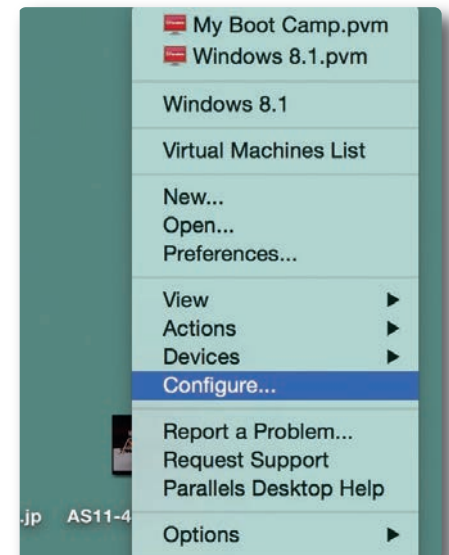 My Boot Camp.pvm
Windows 8.1.pvm
Windows 8.1
Virtual Machines List
New...
Open...
Preferences...
View
Actions
Devices
Configure...
Report a Problem...
Request Support
Parallels Desktop Help
.jp AS11-4
Options